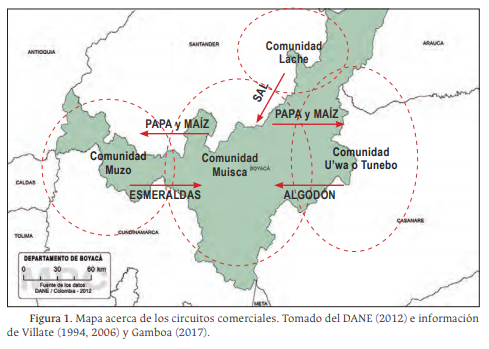 SANTANDER
Comunidad
Lache
ARAUCA
ANTIOQUIA
SAL
PAPA y MAÍZ
PAPA y MAÍZ
Comunidad
Muzo
Comunidad
Muisca
BOYACÁ
Comunidad
U'wa o Tunebo
ESMERALDAS
ALGODÓN
CALDAS
CASANARE
TOLIMA
CUNDINAMARCA
DEPARTAMENTO DE BOYACÁ
0 30 60 km
Fuente de los datos:
DANE / Colombia - 2012
META
Figura 1. Mapa acerca de los circuitos comerciales. Tomado del DANE (2012) e información
de Villate (1994, 2006) y Gamboa (2017).